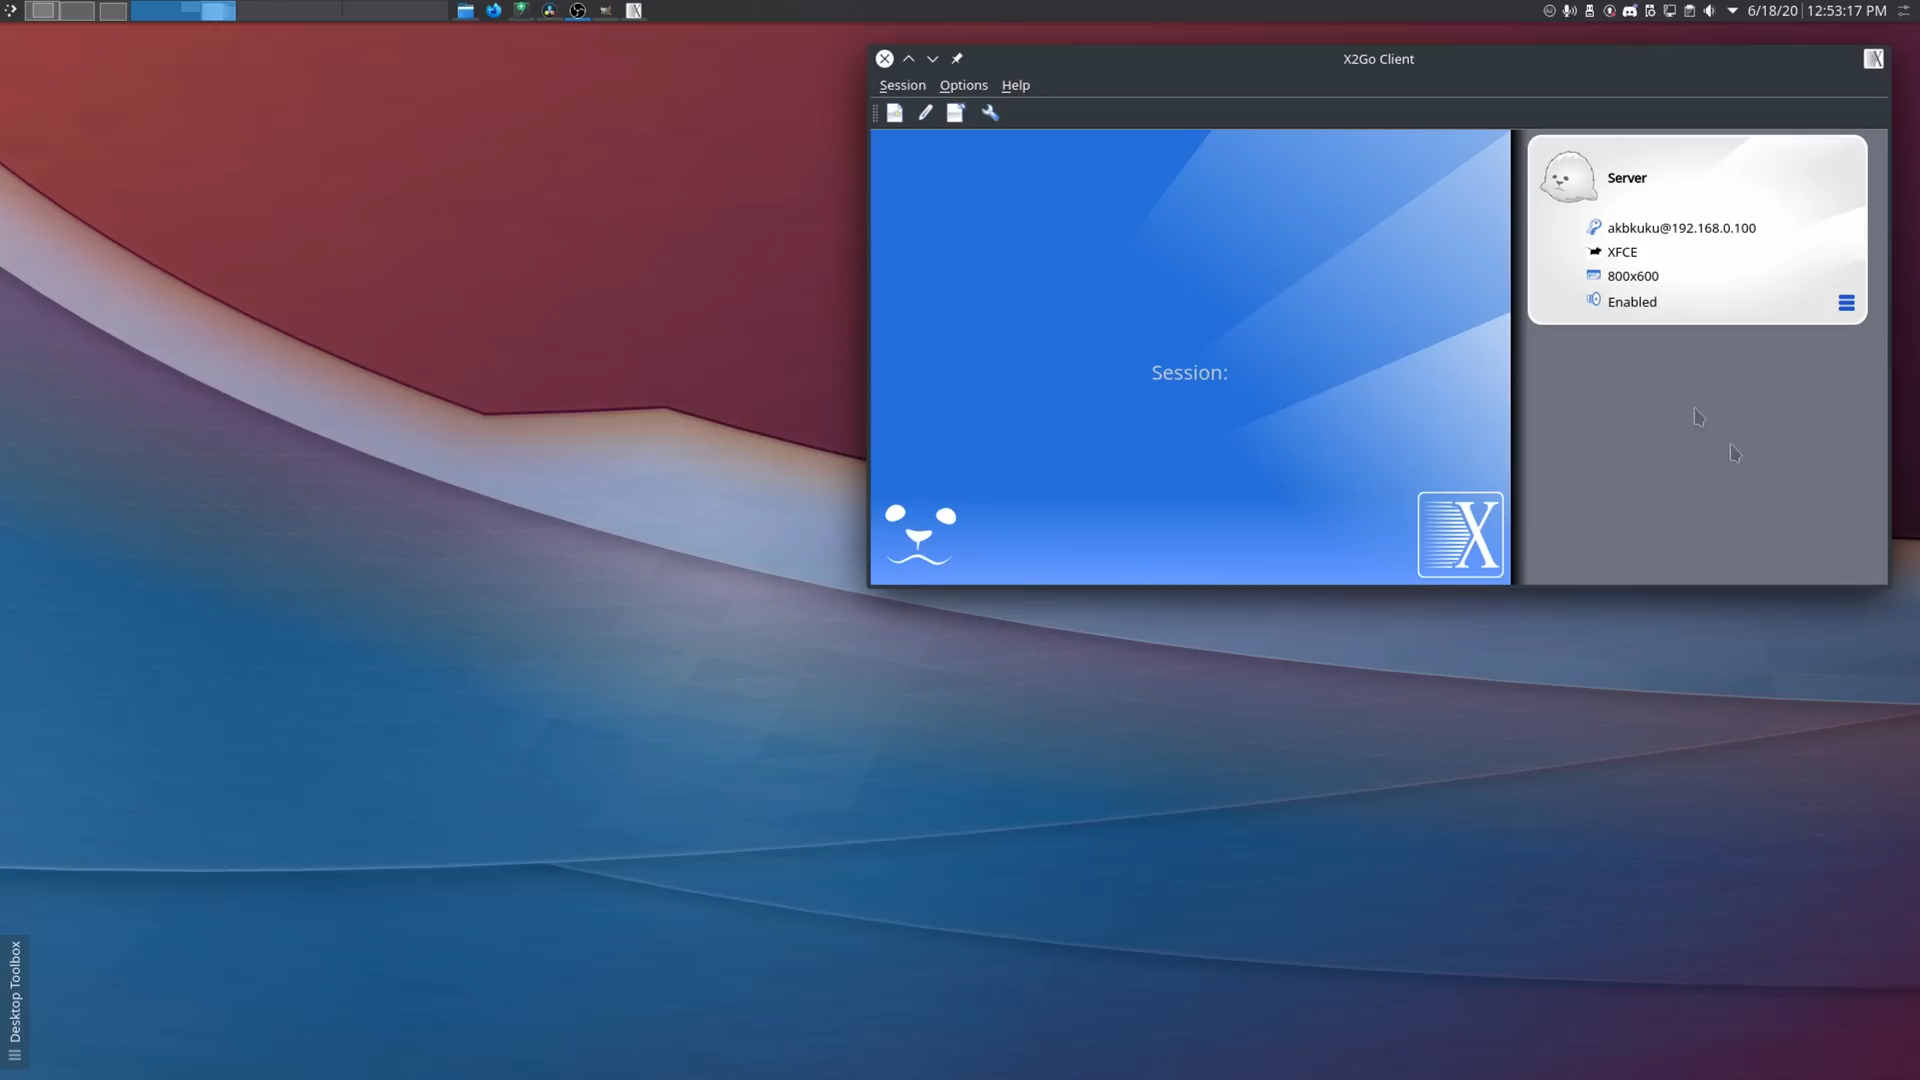 6/18/20 12:53:17 PM
X2Go Client
Session Options Help
Server
akbkuku@192.168.0.100
XFCE
800x600
Enabled
Session:
X
Desktop Toolbox